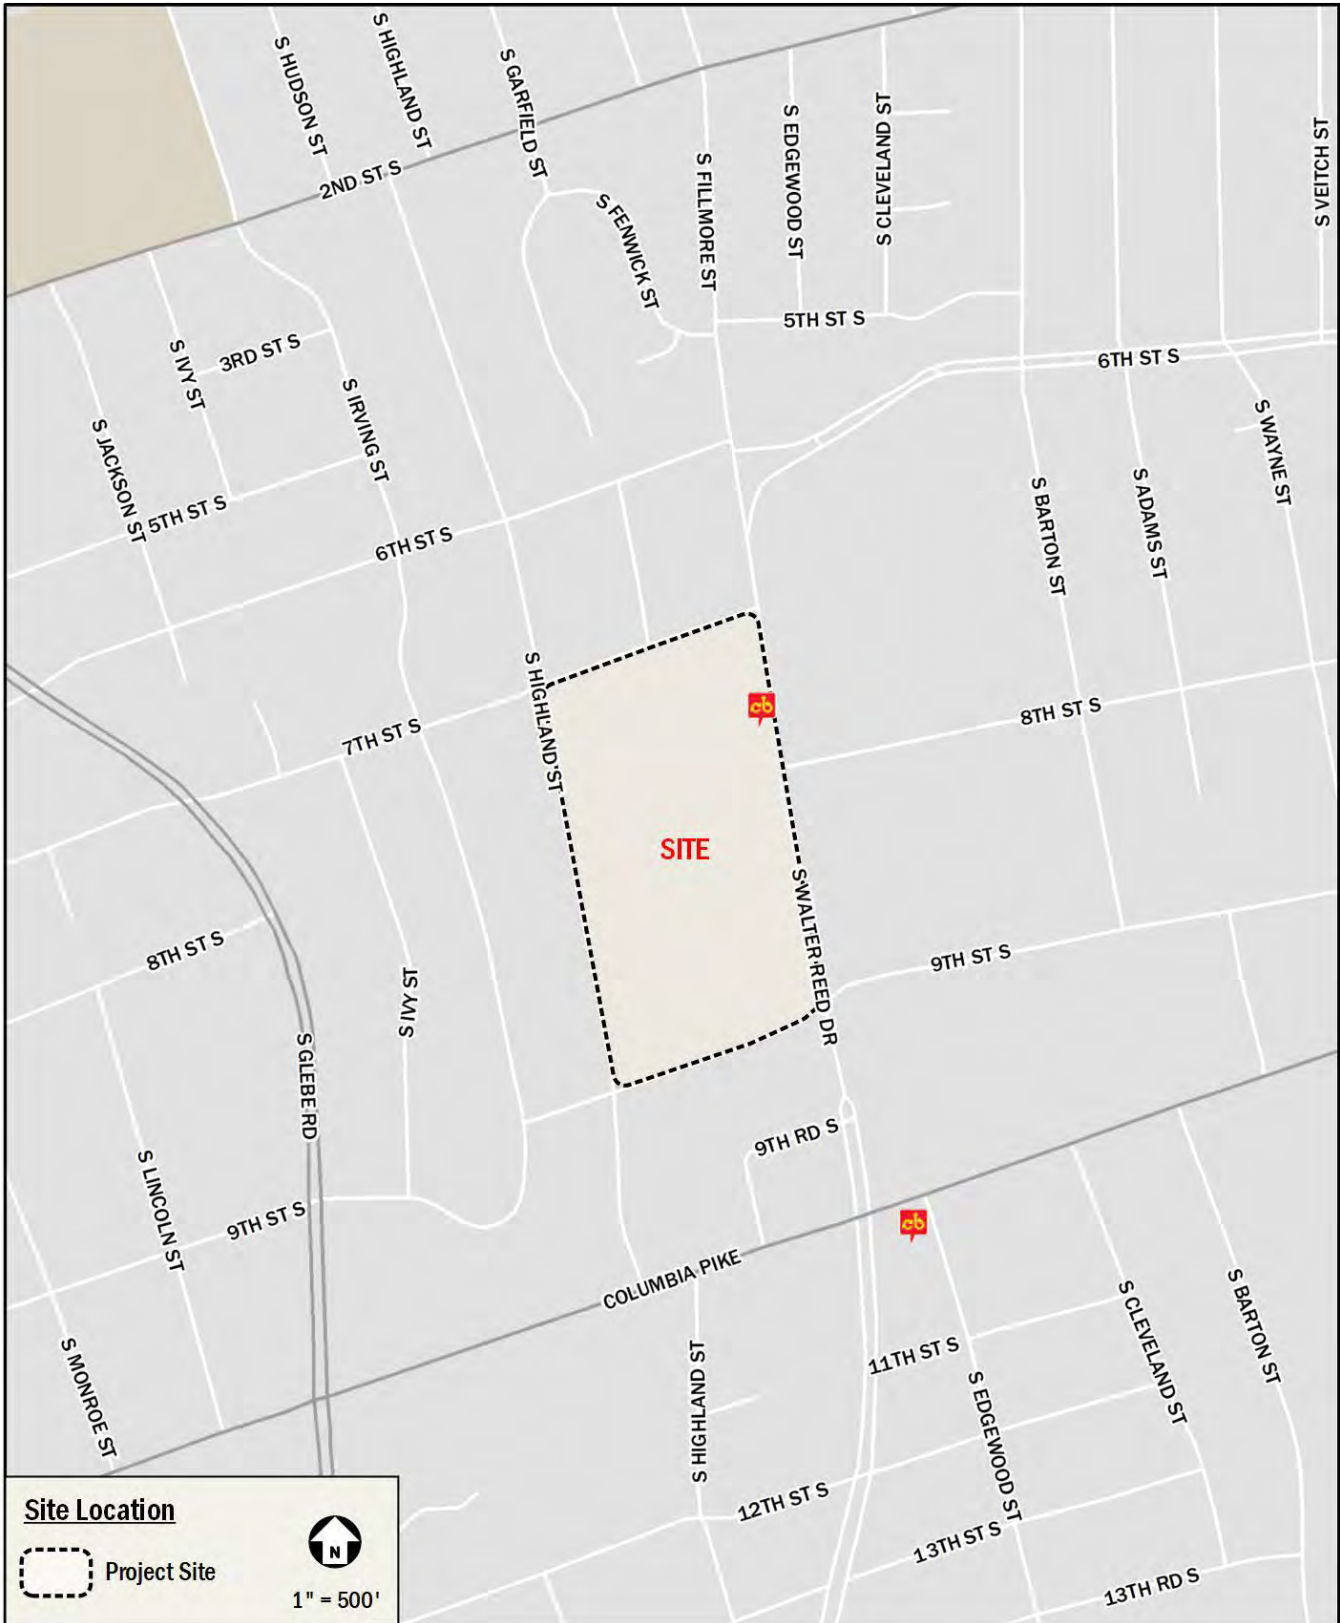 S HUDSON ST
S HIGHLAND ST
S GARFIELD ST
2ND ST S
S FENWICK ST
S FILLMORE ST
S EDGEWOOD ST
S CLEVELAND ST
S VEITCH ST
5TH ST S
3RD ST S
S IVY ST
S IRVING ST
6TH ST S
S JACKSON ST
5TH ST S
6TH ST S
S BARTON ST
S ADAMS ST
S WAYNE ST
S HIGHLAND ST
7TH ST S
cb
8TH ST S
SITE
S WALTER REED DR
8TH ST S
S IVY ST
9TH ST S
S GLEBE RD
9TH RD S
S LINCOLN ST
9TH ST S
cb
COLUMBIA PIKE
S MONROE ST
S HIGHLAND ST
11TH ST S
S EDGEWOOD ST
S CLEVELAND ST
S BARTON ST
12TH ST S
13TH ST S
13TH RD S
Site Location
Project Site
N
1" = 500'